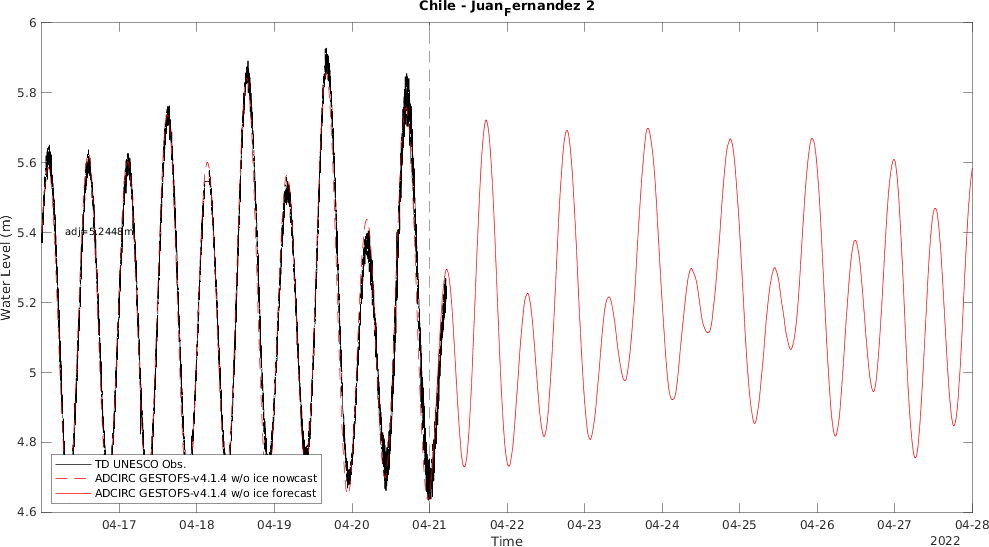 Chile - Juan_Fernandez 2
6
5.8
5.6
5.4
5.2
5
4.8
4.6
Water Level (m)
adj=5.2448m
TD UNESCO Obs.
ADCIRC GESTOFS-v4.1.4 w/o ice nowcast
ADCIRC GESTOFS-v4.1.4 w/o ice forecast
04-17 04-18 04-19 04-20 04-21 04-22 04-23 04-24 04-25 04-26 04-27 04-28
Time
2022